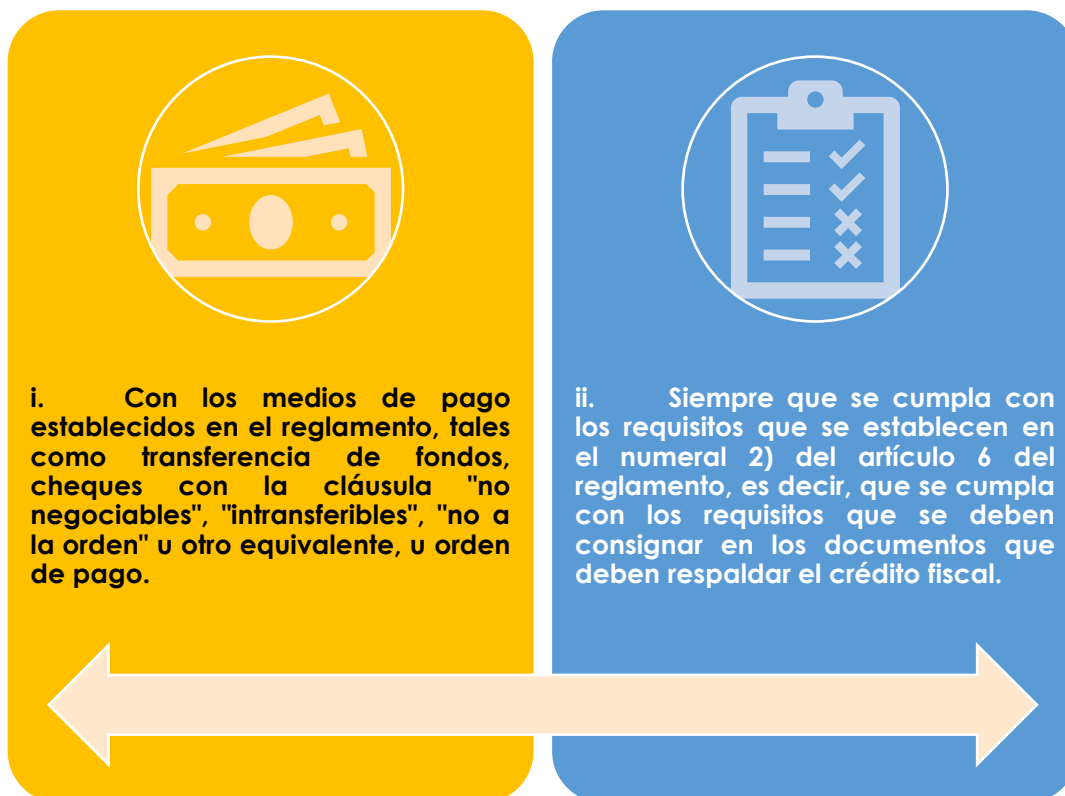 i. Con los medios de pago
establecidos en el reglamento, tales
como transferencia de fondos,
cheques con la cláusula "no
negociables", "intransferibles", "no a
la orden" u otro equivalente, u orden
de pago.
ii. Siempre que se cumpla con
los requisitos que se establecen en
el numeral 2) del artículo 6 del
reglamento, es decir, que se cumpla
con los requisitos que se deben
consignar en los documentos que
deben respaldar el crédito fiscal.